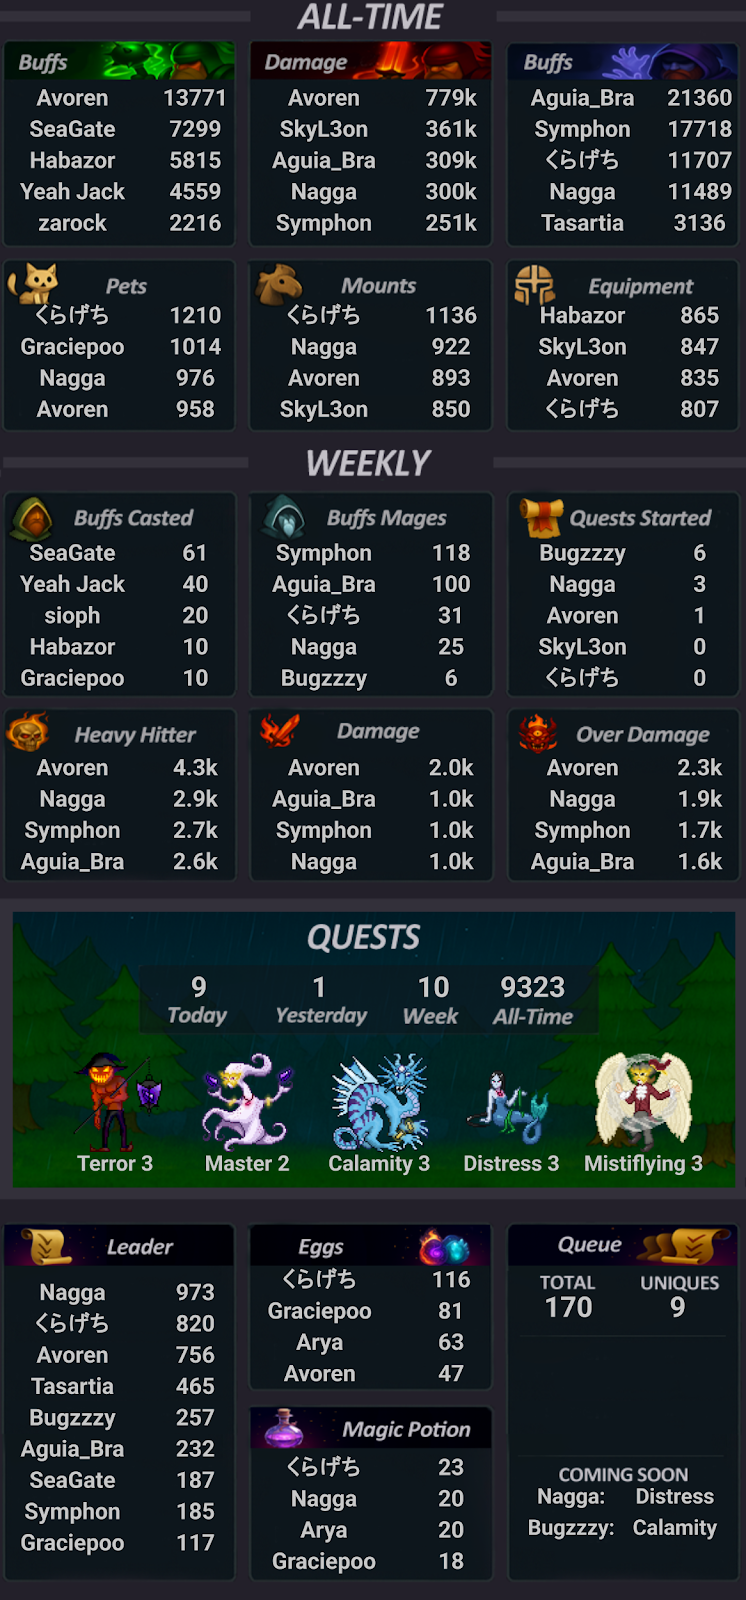 ALL-TIME
Buffs
Avoren 13771
SeaGate 7299
Habazor 5815
Yeah Jack 4559
zarock 2216
Damage
Avoren 779k
SkyL3on 361k
Aguia_Bra 309k
Nagga 300k
Symphon 251k
Buffs
Aguia_Bra 21360
Symphon 17718
くらげち 11707
Nagga 11489
Tasartia 3136
Pets
くらげち 1210
Graciepoo 1014
Nagga 976
Avoren 958
Mounts
くらげち 1136
Nagga 922
Avoren 893
SkyL3on 850
Equipment
Habazor 865
SkyL3on 847
Avoren 835
くらげち 807
WEEKLY
Buffs Casted
SeaGate 61
Yeah Jack 40
sioph 20
Habazor 10
Graciepoo 10
Buffs Mages
Symphon 118
Aguia_Bra 100
くらげち 31
Nagga 25
Bugzzzy 6
Quests Started
Bugzzzy 6
Nagga 3
Avoren 1
SkyL3on 0
くらげち 0
Heavy Hitter
Avoren 4.3k
Nagga 2.9k
Symphon 2.7k
Aguia_Bra 2.6k
Damage
Avoren 2.0k
Aguia_Bra 1.0k
Symphon 1.0k
Nagga 1.0k
Over Damage
Avoren 2.3k
Nagga 1.9k
Symphon 1.7k
Aguia_Bra 1.6k
QUESTS
9 1 10 9323
Today Yesterday Week All-Time
Terror 3 Master 2 Calamity 3 Distress 3 Mistiflying 3
Leader
Nagga 973
くらげち 820
Avoren 756
Tasartia 465
Bugzzzy 257
Aguia_Bra 232
SeaGate 187
Symphon 185
Graciepoo 117
Eggs
くらげち 116
Graciepoo 81
Arya 63
Avoren 47
Magic Potion
くらげち 23
Nagga 20
Arya 20
Graciepoo 18
Queue
TOTAL UNIQUES
170 9
COMING SOON
Nagga: Distress
Bugzzzy: Calamity